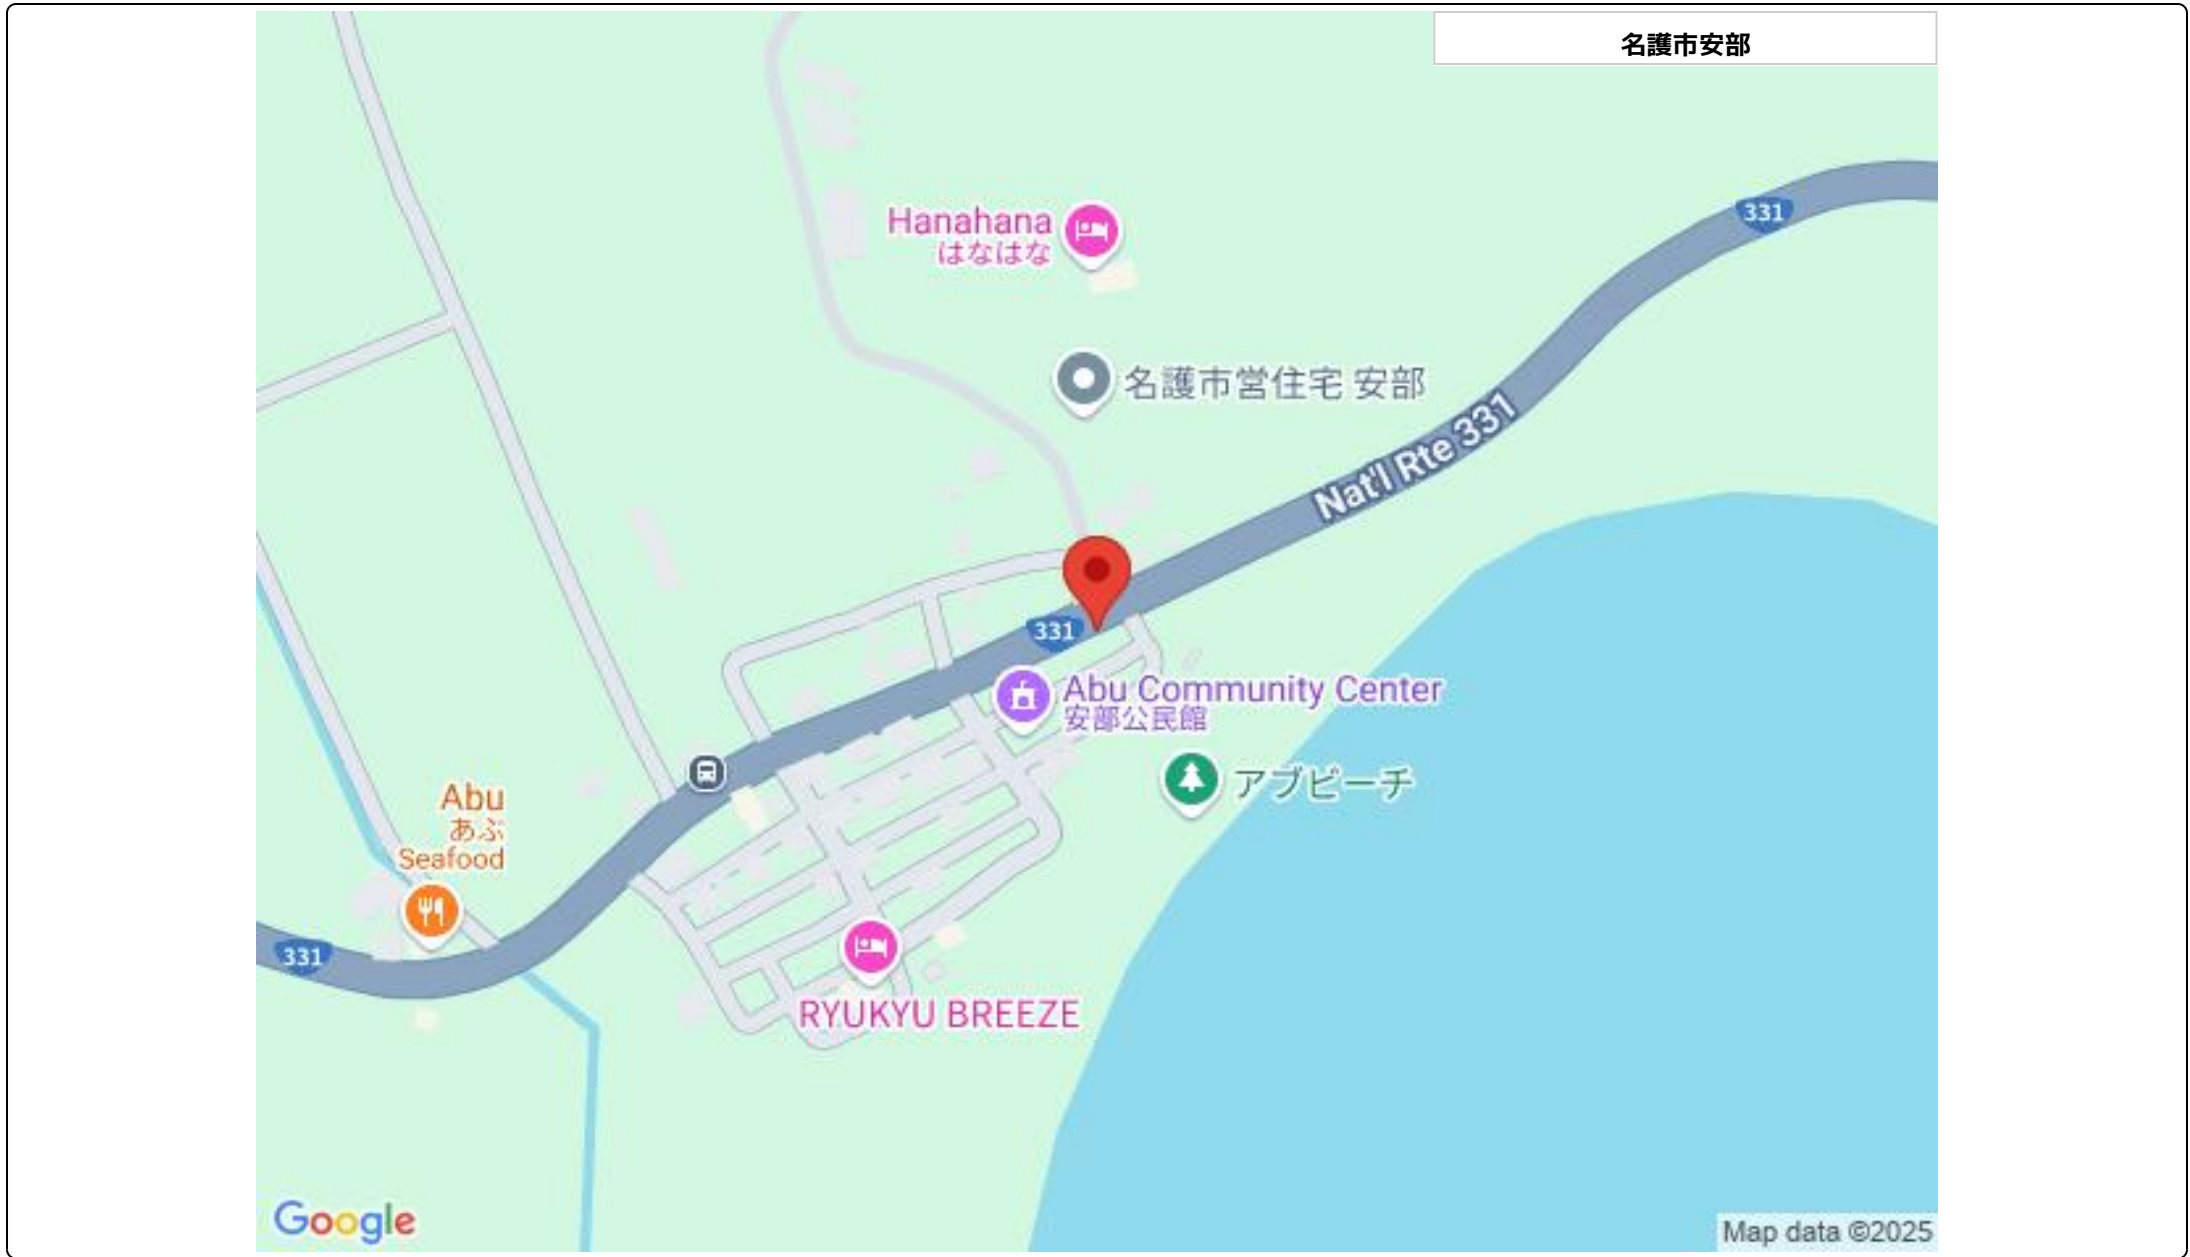 名護市安部
331
Hanahana
はなはな
名護市営住宅 安部
Nat'l Rte 331
331
Abu Community Center
安部公民館
アブビーチ
Abu
あぶ
Seafood
331
RYUKYU BREEZE
Google
Map data ©2025